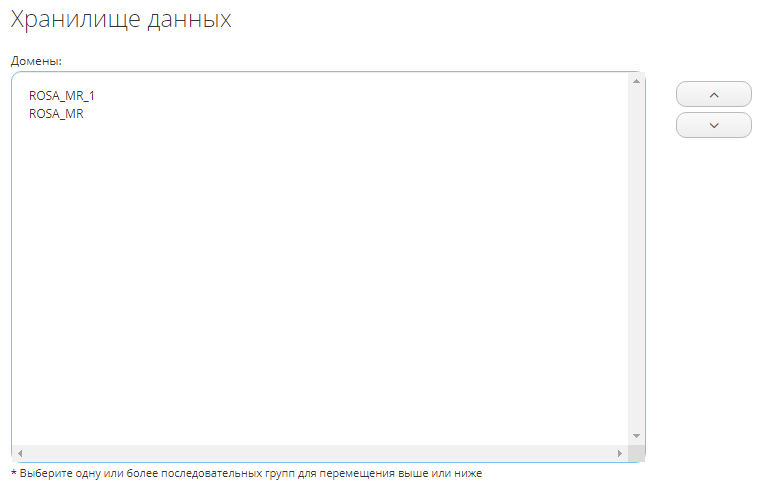 Хранилище данных
Домены:
ROSA_MR_1
ROSA_MR
* Выберите одну или более последовательных групп для перемещения выше или ниже